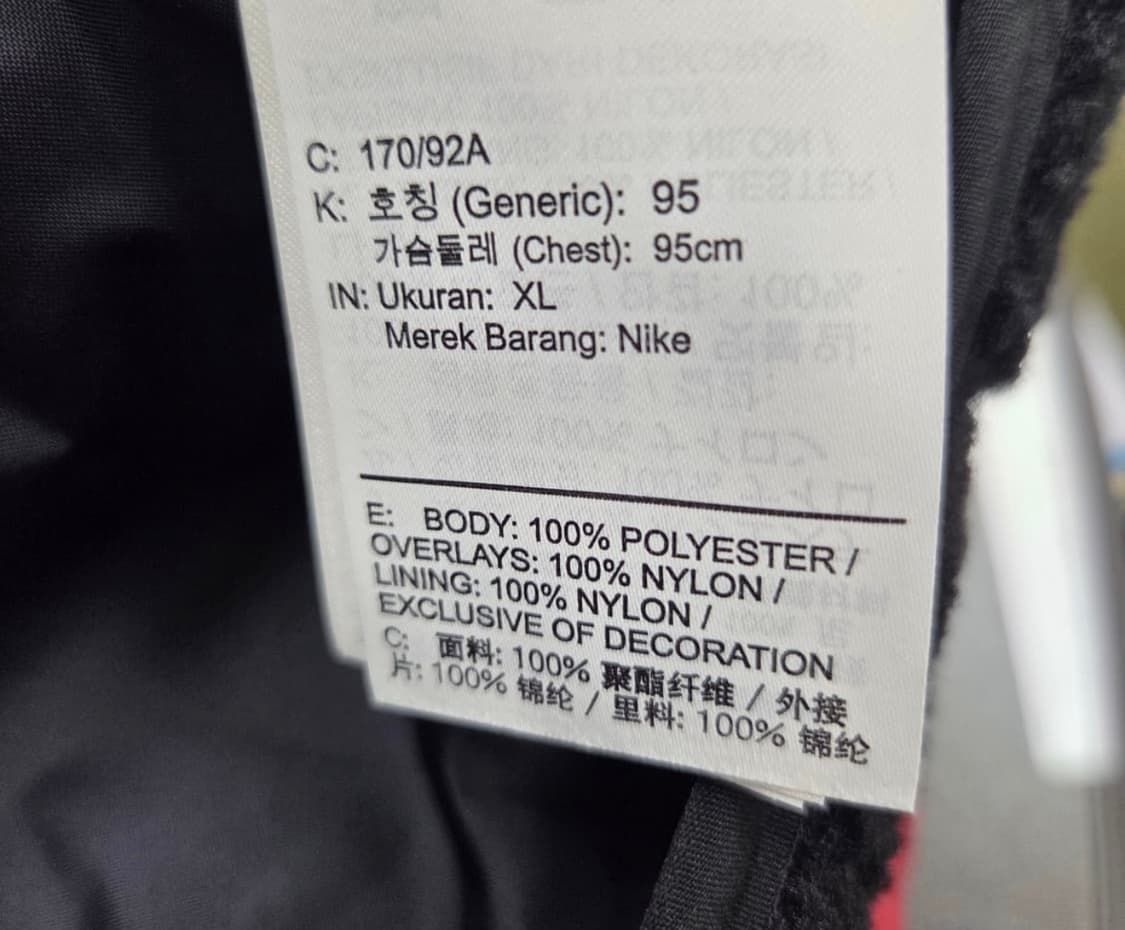 C: 170/92A
K: 호칭 (Generic): 95
가슴둘레 (Chest): 95cm
IN: Ukuran: XL
Merek Barang: Nike
E: BODY: 100% POLYESTER /
OVERLAYS: 100% NYLON /
LINING: 100% NYLON /
EXCLUSIVE OF DECORATION
C: 面料: 100% 聚酯纤维 / 外接
片: 100% 锦纶 / 里料: 100% 锦纶